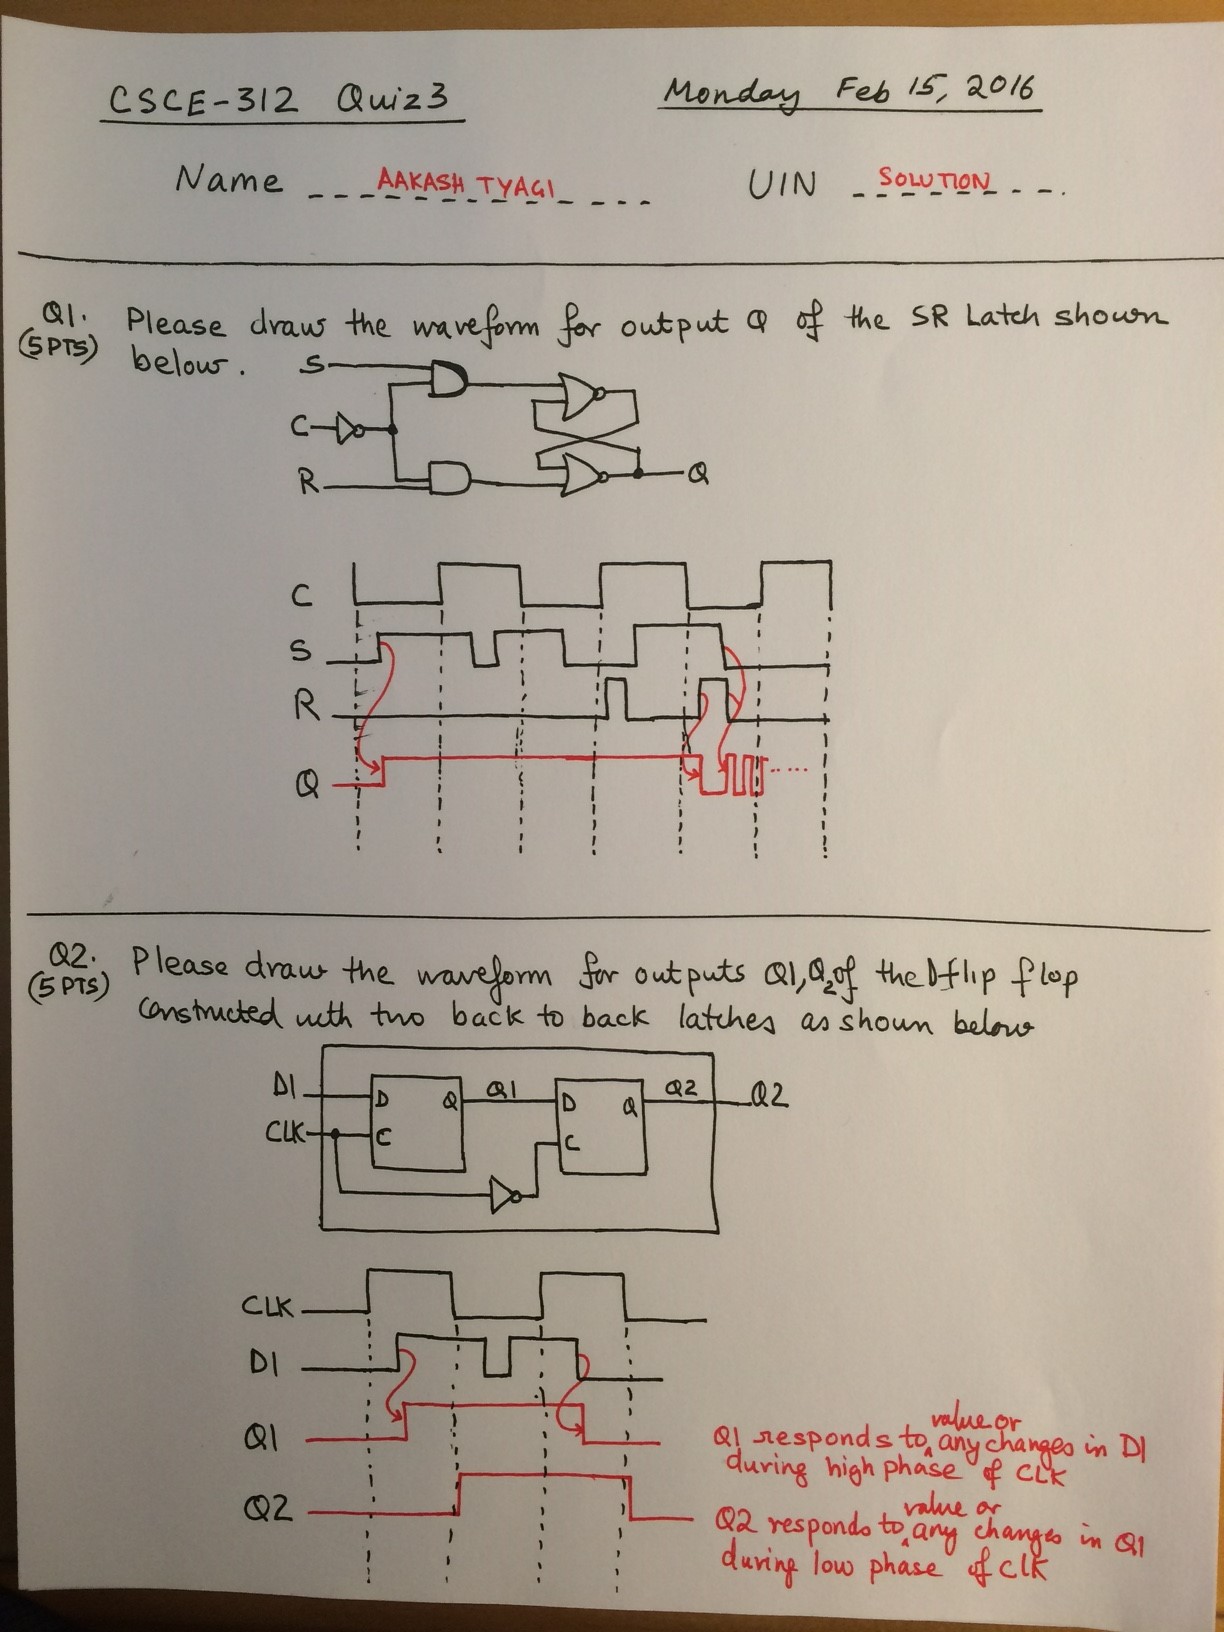 CSCE-312 Quiz3 Monday Feb 15, 2016
Name AAKASH TYAGI UIN SOLUTION
Q1. Please draw the waveform for output Q of the SR Latch shown
(5 PTS) below.
S
C
R
Q
C
S
R
Q
Q2. Please draw the waveform for outputs Q1, Q2 of the D flip flop
(5 PTS) constructed with two back to back latches as shown below
D1 D Q Q1 D Q Q2 Q2
CLK C C
CLK
D1
Q1
Q2
Q1 responds to value or any changes in D1
during high phase of CLK
Q2 responds to value or any changes in Q1
during low phase of Clk